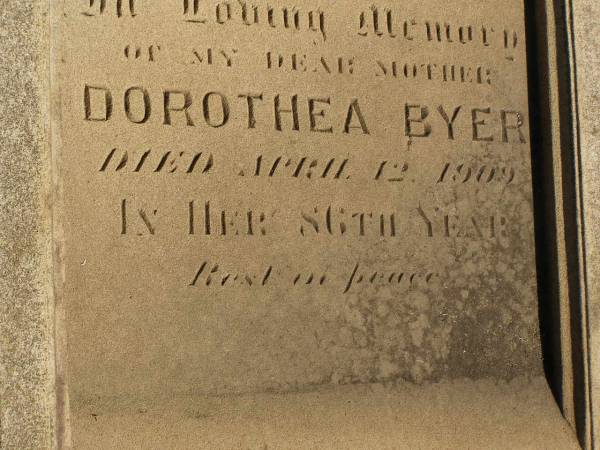 In Loving Memory
OF MY DEAR MOTHER
DOROTHEA BYER
DIED APRIL 12, 1909
IN HER 86TH YEAR
Rest in peace